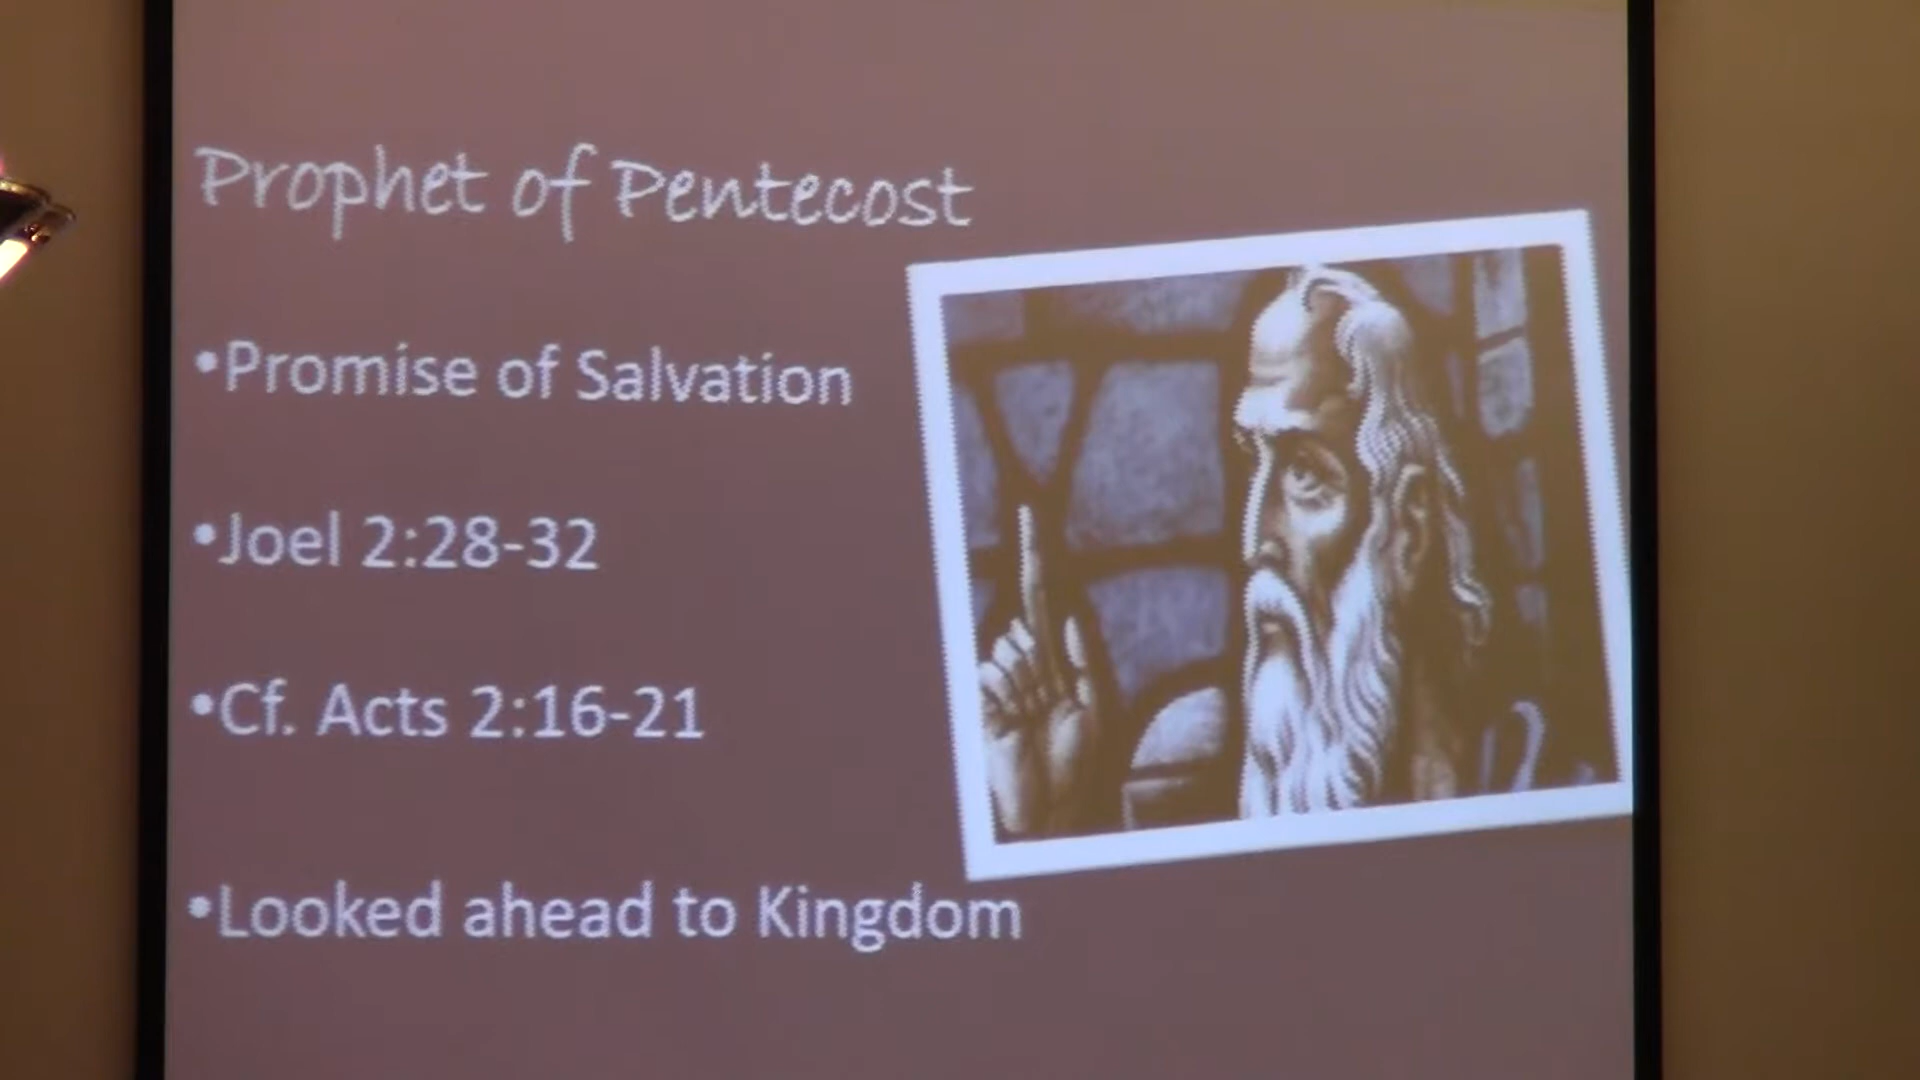 Prophet of Pentecost
•Promise of Salvation
•Joel 2:28-32
•Cf. Acts 2:16-21
•Looked ahead to Kingdom